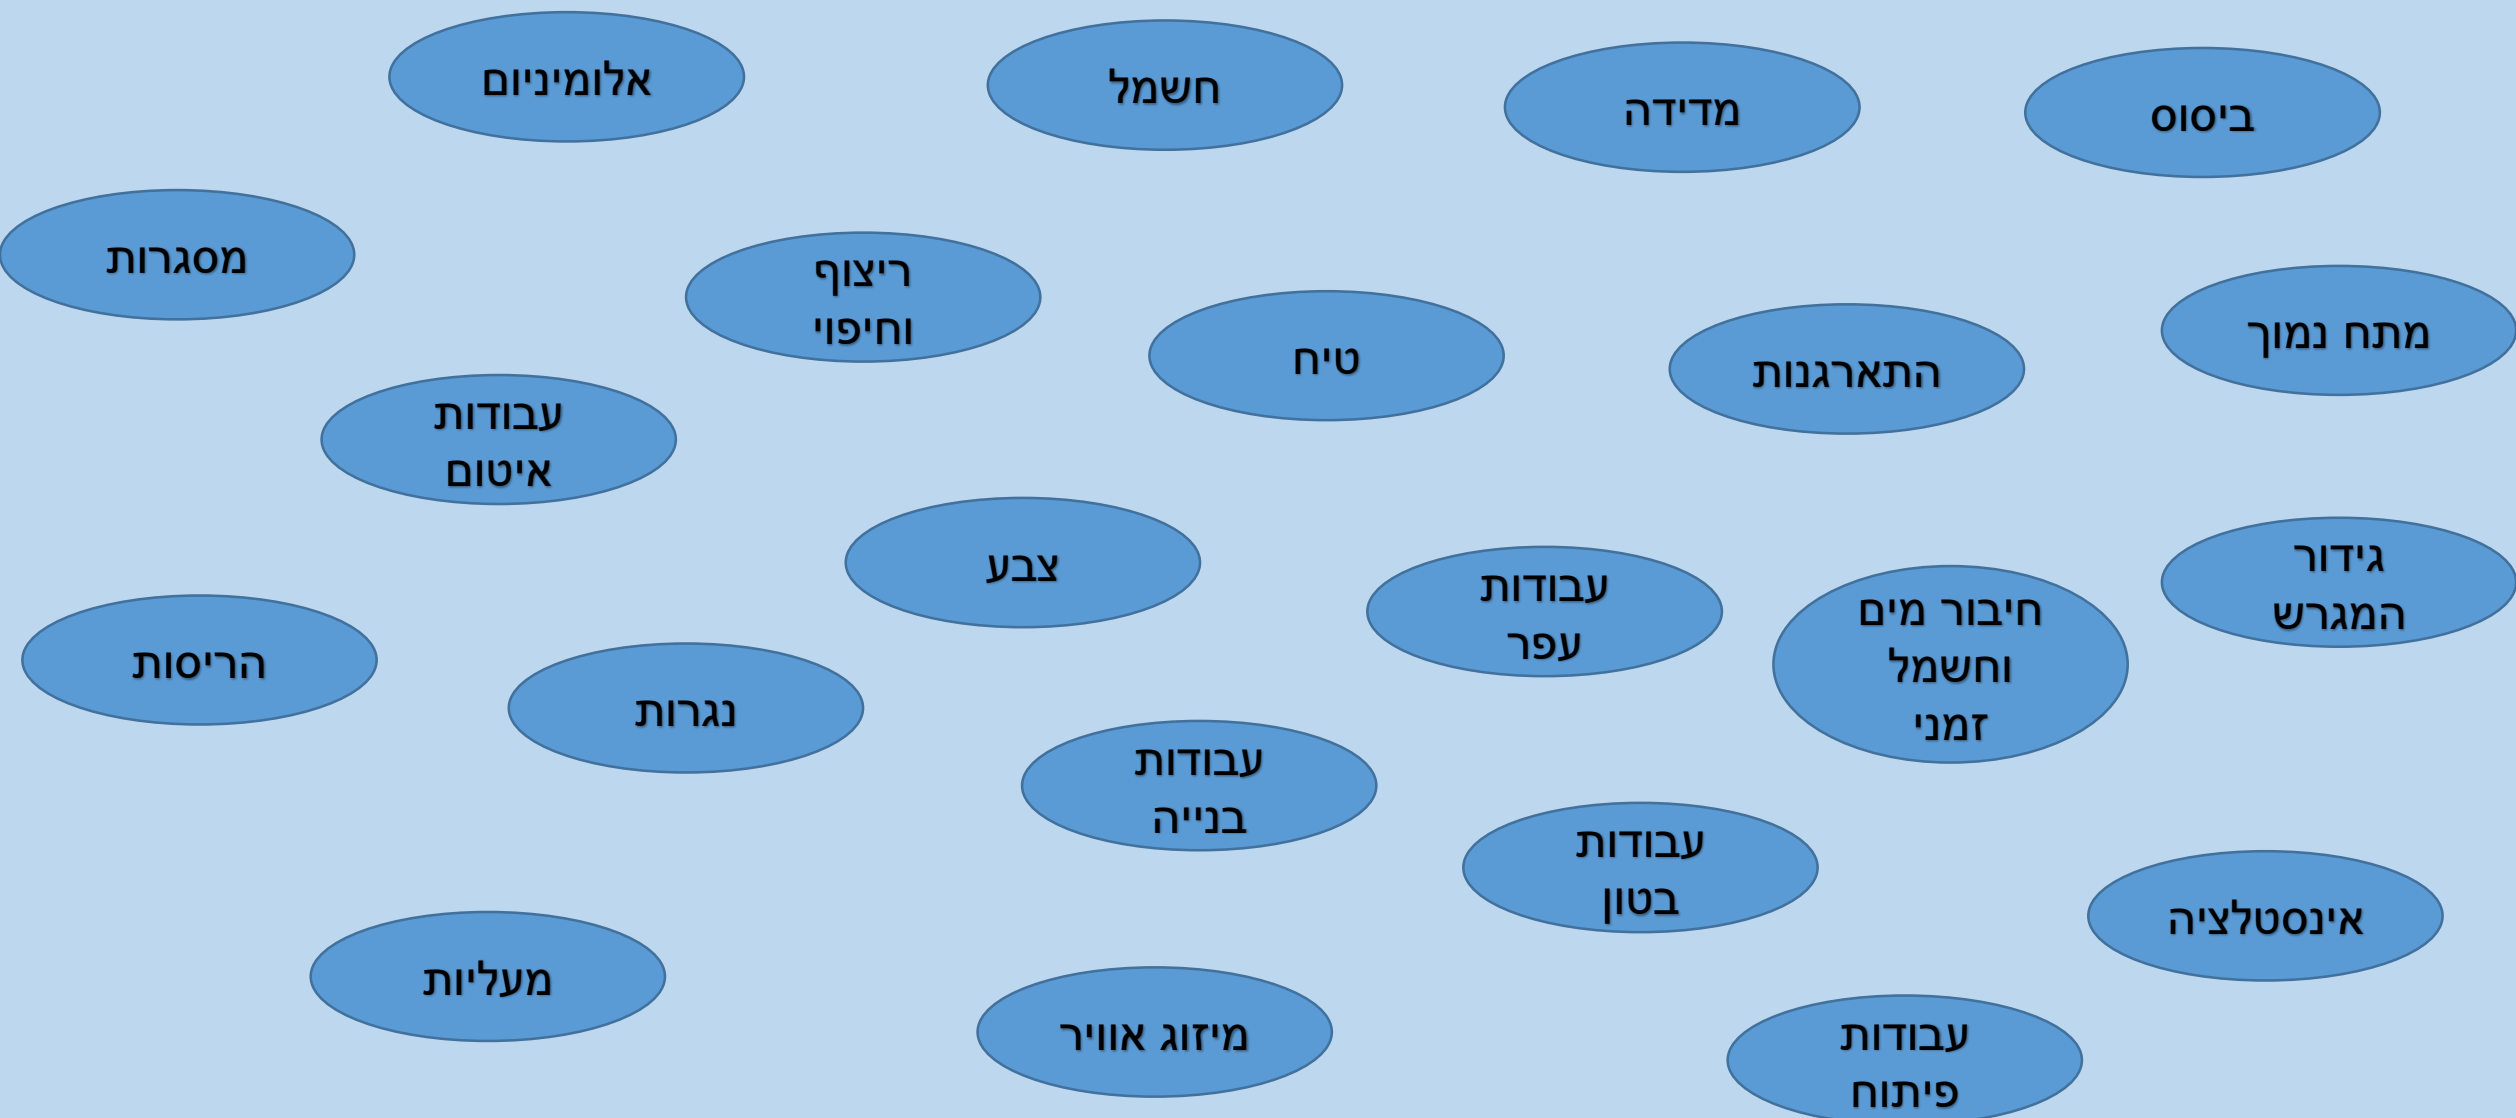 ביסוס
מדידה
חשמל
אלומיניום
מתח נמוך
התארגנות
טיח
ריצוף
וחיפוי
מסגרות
עבודות
איטום
גידור
המגרש
חיבור מים
וחשמל
זמני
עבודות
עפר
צבע
נגרות
הריסות
אינסטלציה
עבודות
בטון
עבודות
בנייה
עבודות
פיתוח
מיזוג אוויר
מעליות